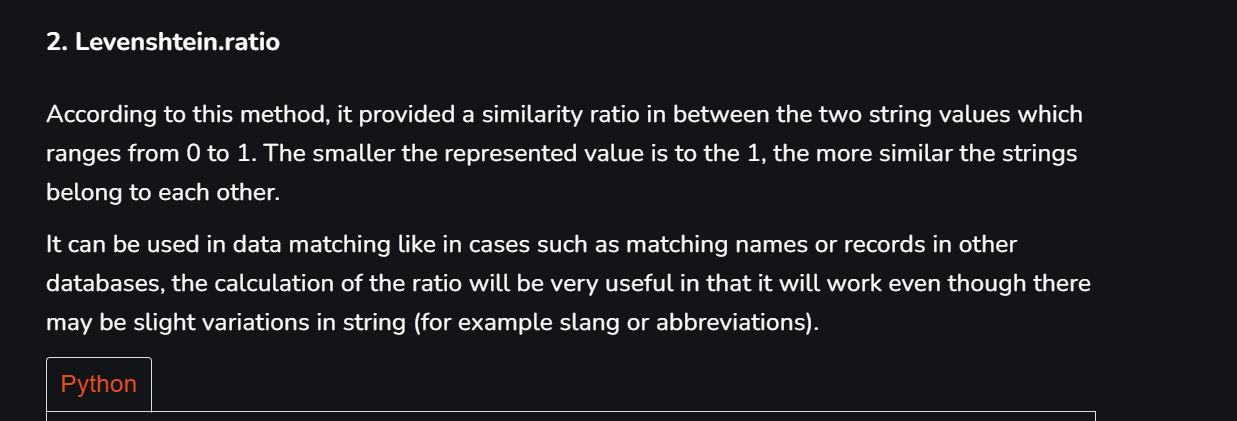 2. Levenshtein.ratio
According to this method, it provided a similarity ratio in between the two string values which
ranges from 0 to 1. The smaller the represented value is to the 1, the more similar the strings
belong to each other.
It can be used in data matching like in cases such as matching names or records in other
databases, the calculation of the ratio will be very useful in that it will work even though there
may be slight variations in string (for example slang or abbreviations).
Python